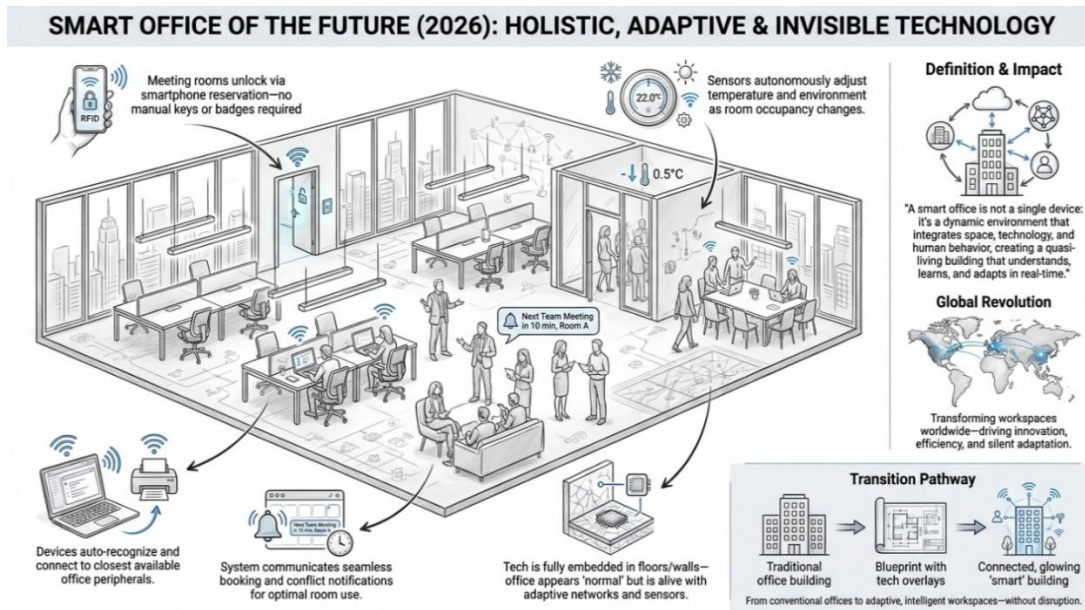 SMART OFFICE OF THE FUTURE (2026): HOLISTIC, ADAPTIVE & INVISIBLE TECHNOLOGY
RFID
Meeting rooms unlock via
smartphone reservation—no
manual keys or badges required
22.0°C
Sensors autonomously adjust
temperature and environment
as room occupancy changes.
0.5°C
Next Team Meeting
in 10 min, Room A
Devices auto-recognize and
connect to closest available
office peripherals.
Next Team Meeting
in 10 min, Room A
System communicates seamless
booking and conflict notifications
for optimal room use.
Tech is fully embedded in floors/walls—
office appears 'normal' but is alive with
adaptive networks and sensors.
Definition & Impact
"A smart office is not a single device:
it's a dynamic environment that
integrates space, technology, and
human behavior, creating a quasi-
living building that understands,
learns, and adapts in real-time."
Global Revolution
Transforming workspaces
worldwide—driving innovation,
efficiency, and silent adaptation.
Transition Pathway
Traditional
office building
Blueprint with
tech overlays
Connected, glowing
'smart' building
From conventional offices to adaptive, intelligent workspaces—without disruption.